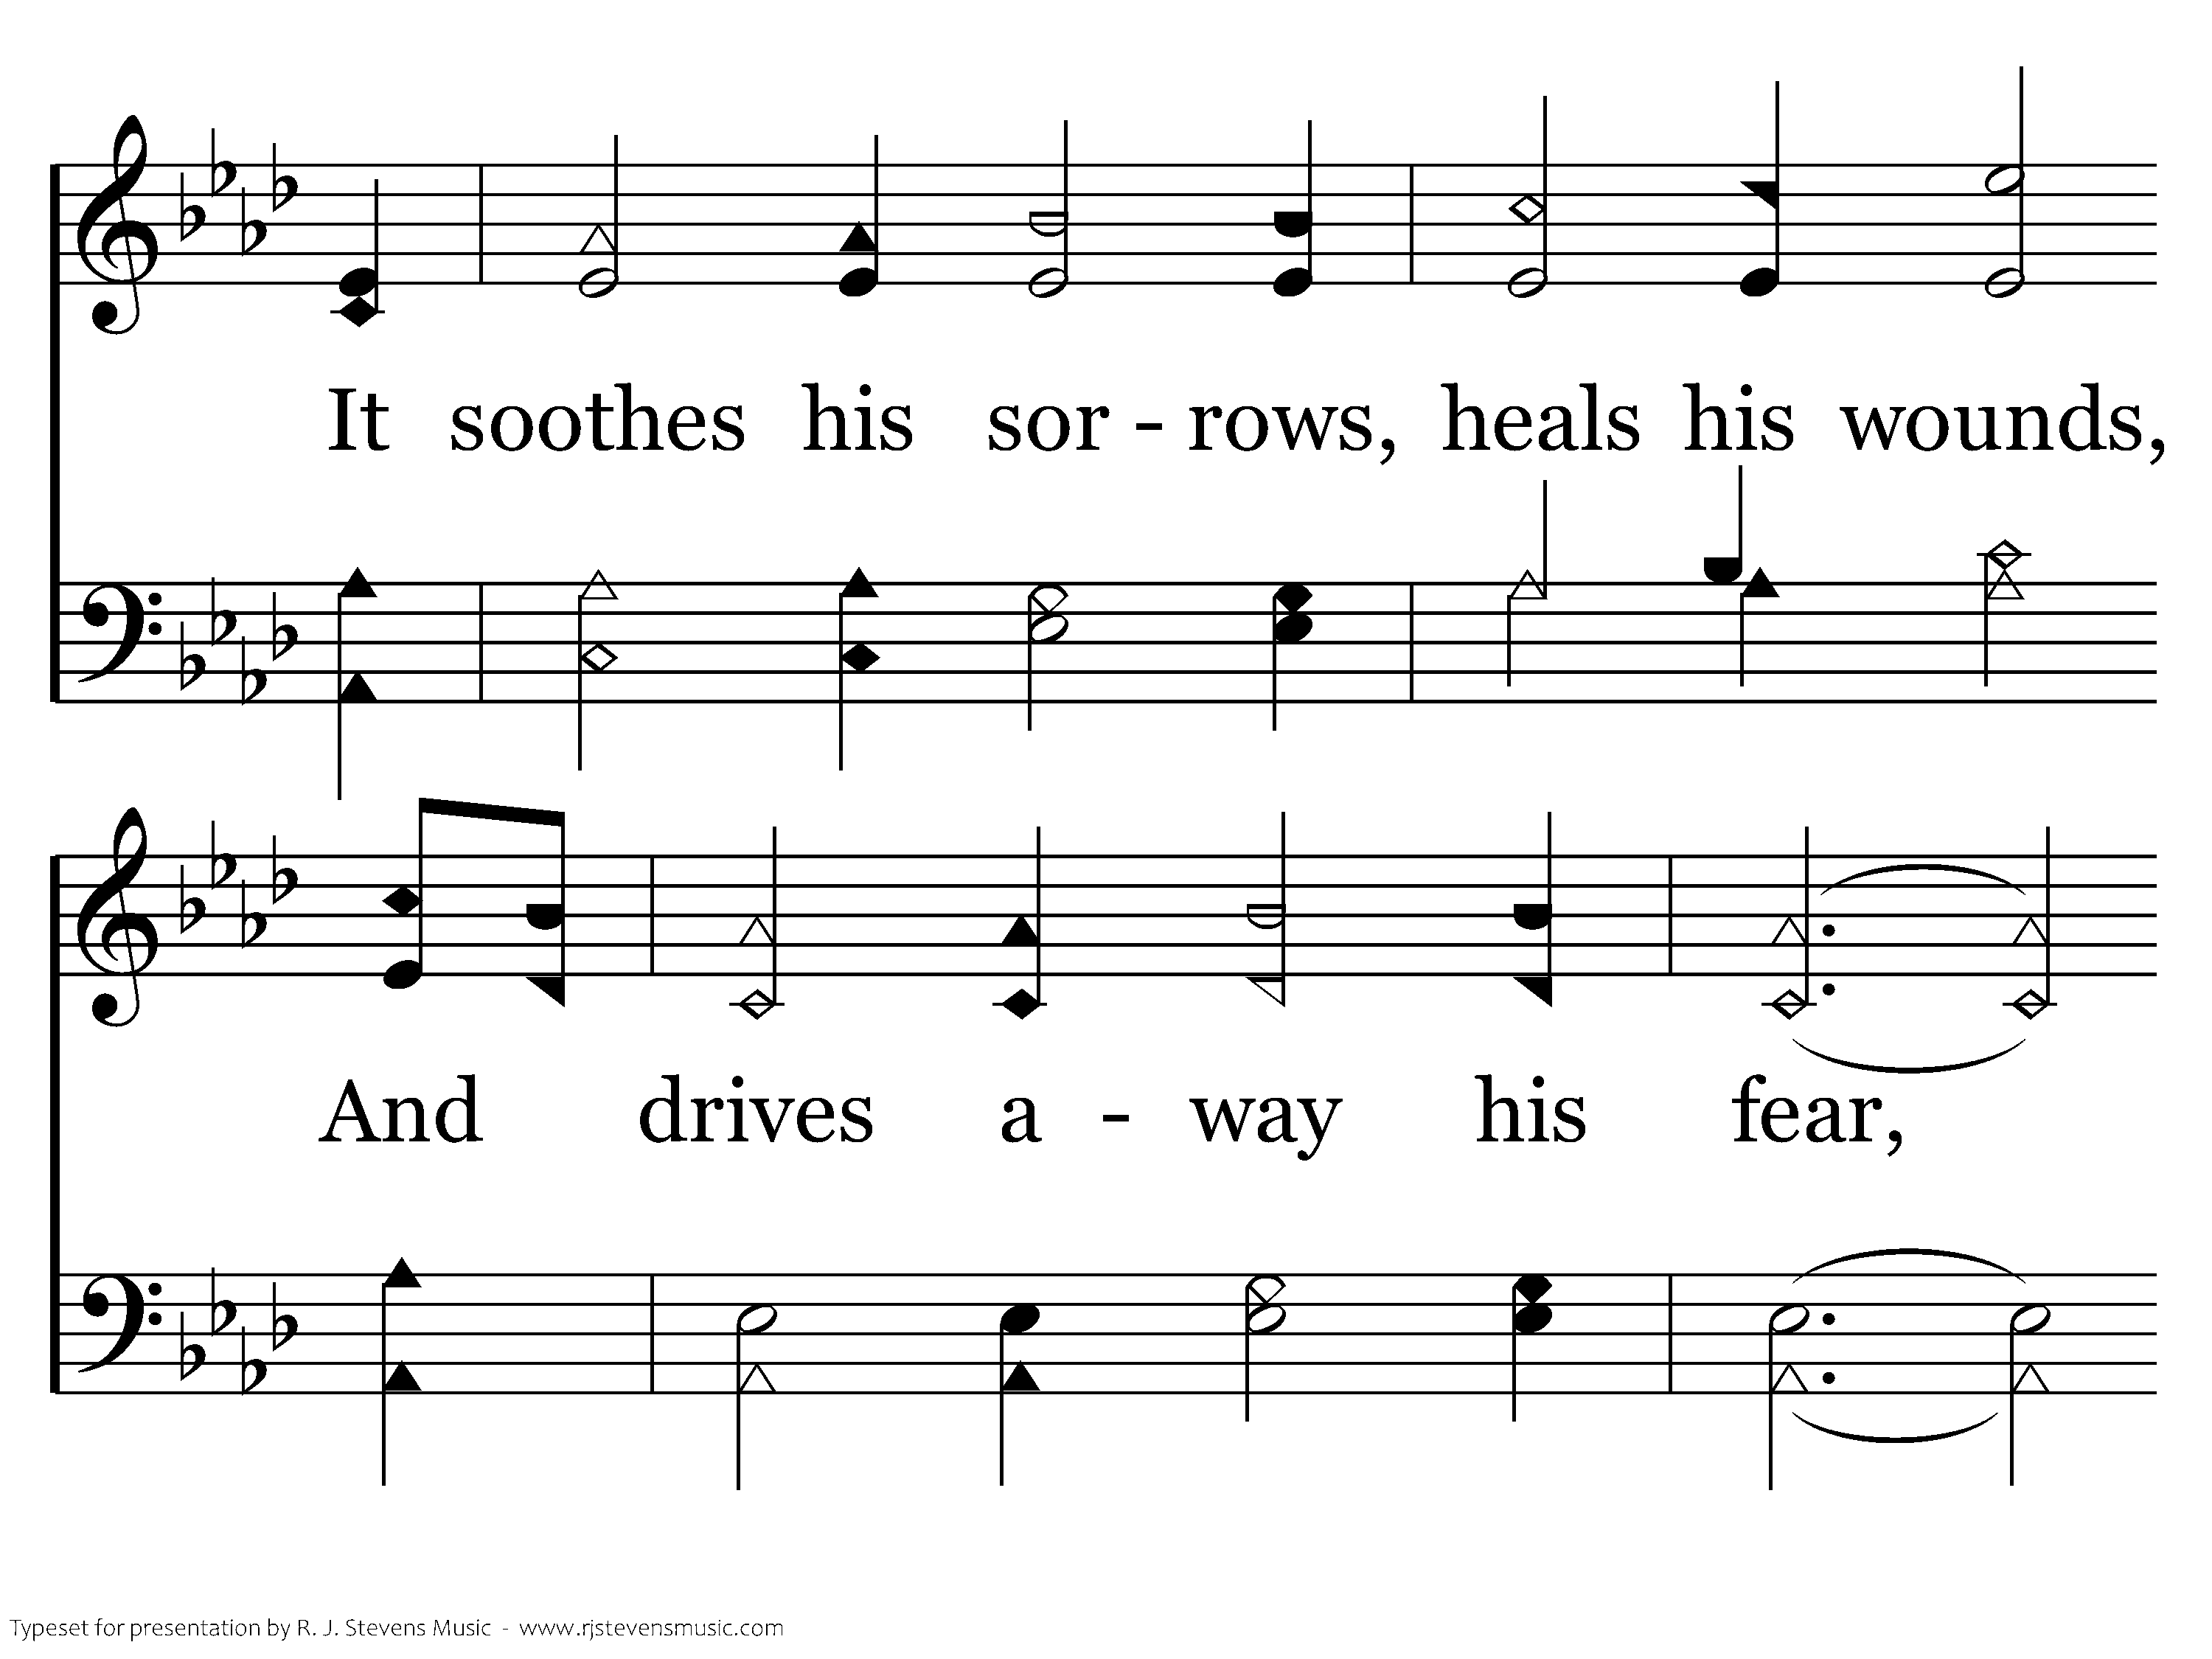 It soothes his sor - rows, heals his wounds,
And drives a - way his fear,
Typeset for presentation by R. J. Stevens Music - www.rjstevensmusic.com